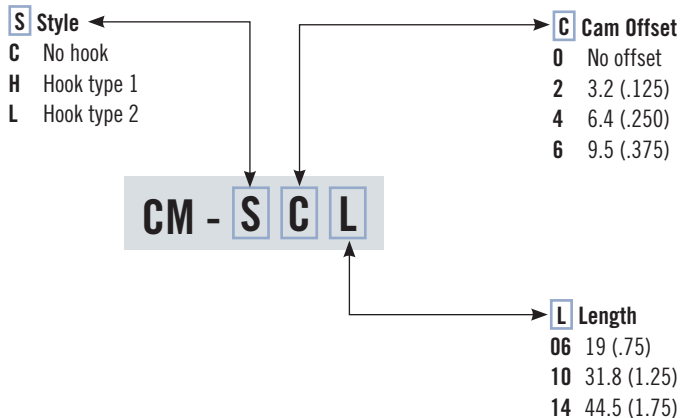 S Style
C No hook
H Hook type 1
L Hook type 2
C Cam Offset
0 No offset
2 3.2 (.125)
4 6.4 (.250)
6 9.5 (.375)
CM - S C L
L Length
06 19 (.75)
10 31.8 (1.25)
14 44.5 (1.75)